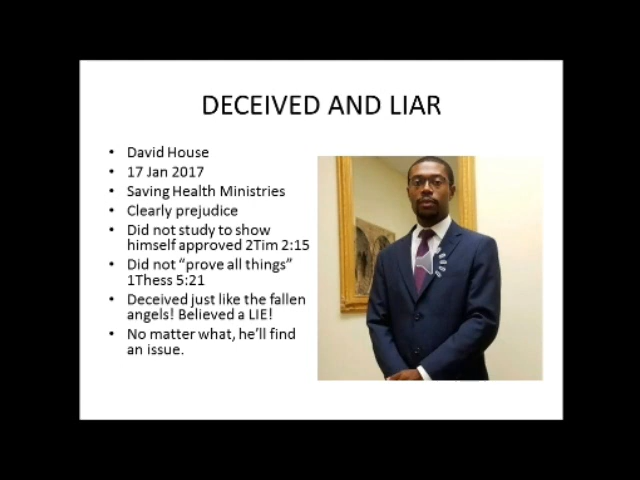 DECEIVED AND LIAR
• David House
• 17 Jan 2017
• Saving Health Ministries
• Clearly prejudice
• Did not study to show
himself approved 2Tim 2:15
• Did not “prove all things”
1Thess 5:21
• Deceived just like the fallen
angels! Believed a LIE!
• No matter what, he’ll find
an issue.